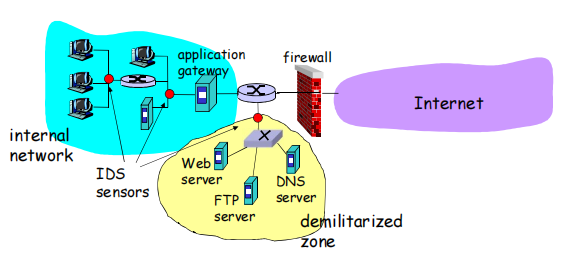 application
gateway
firewall
Internet
internal
network
IDS
sensors
Web
server
FTP
server
DNS
server
demilitarized
zone